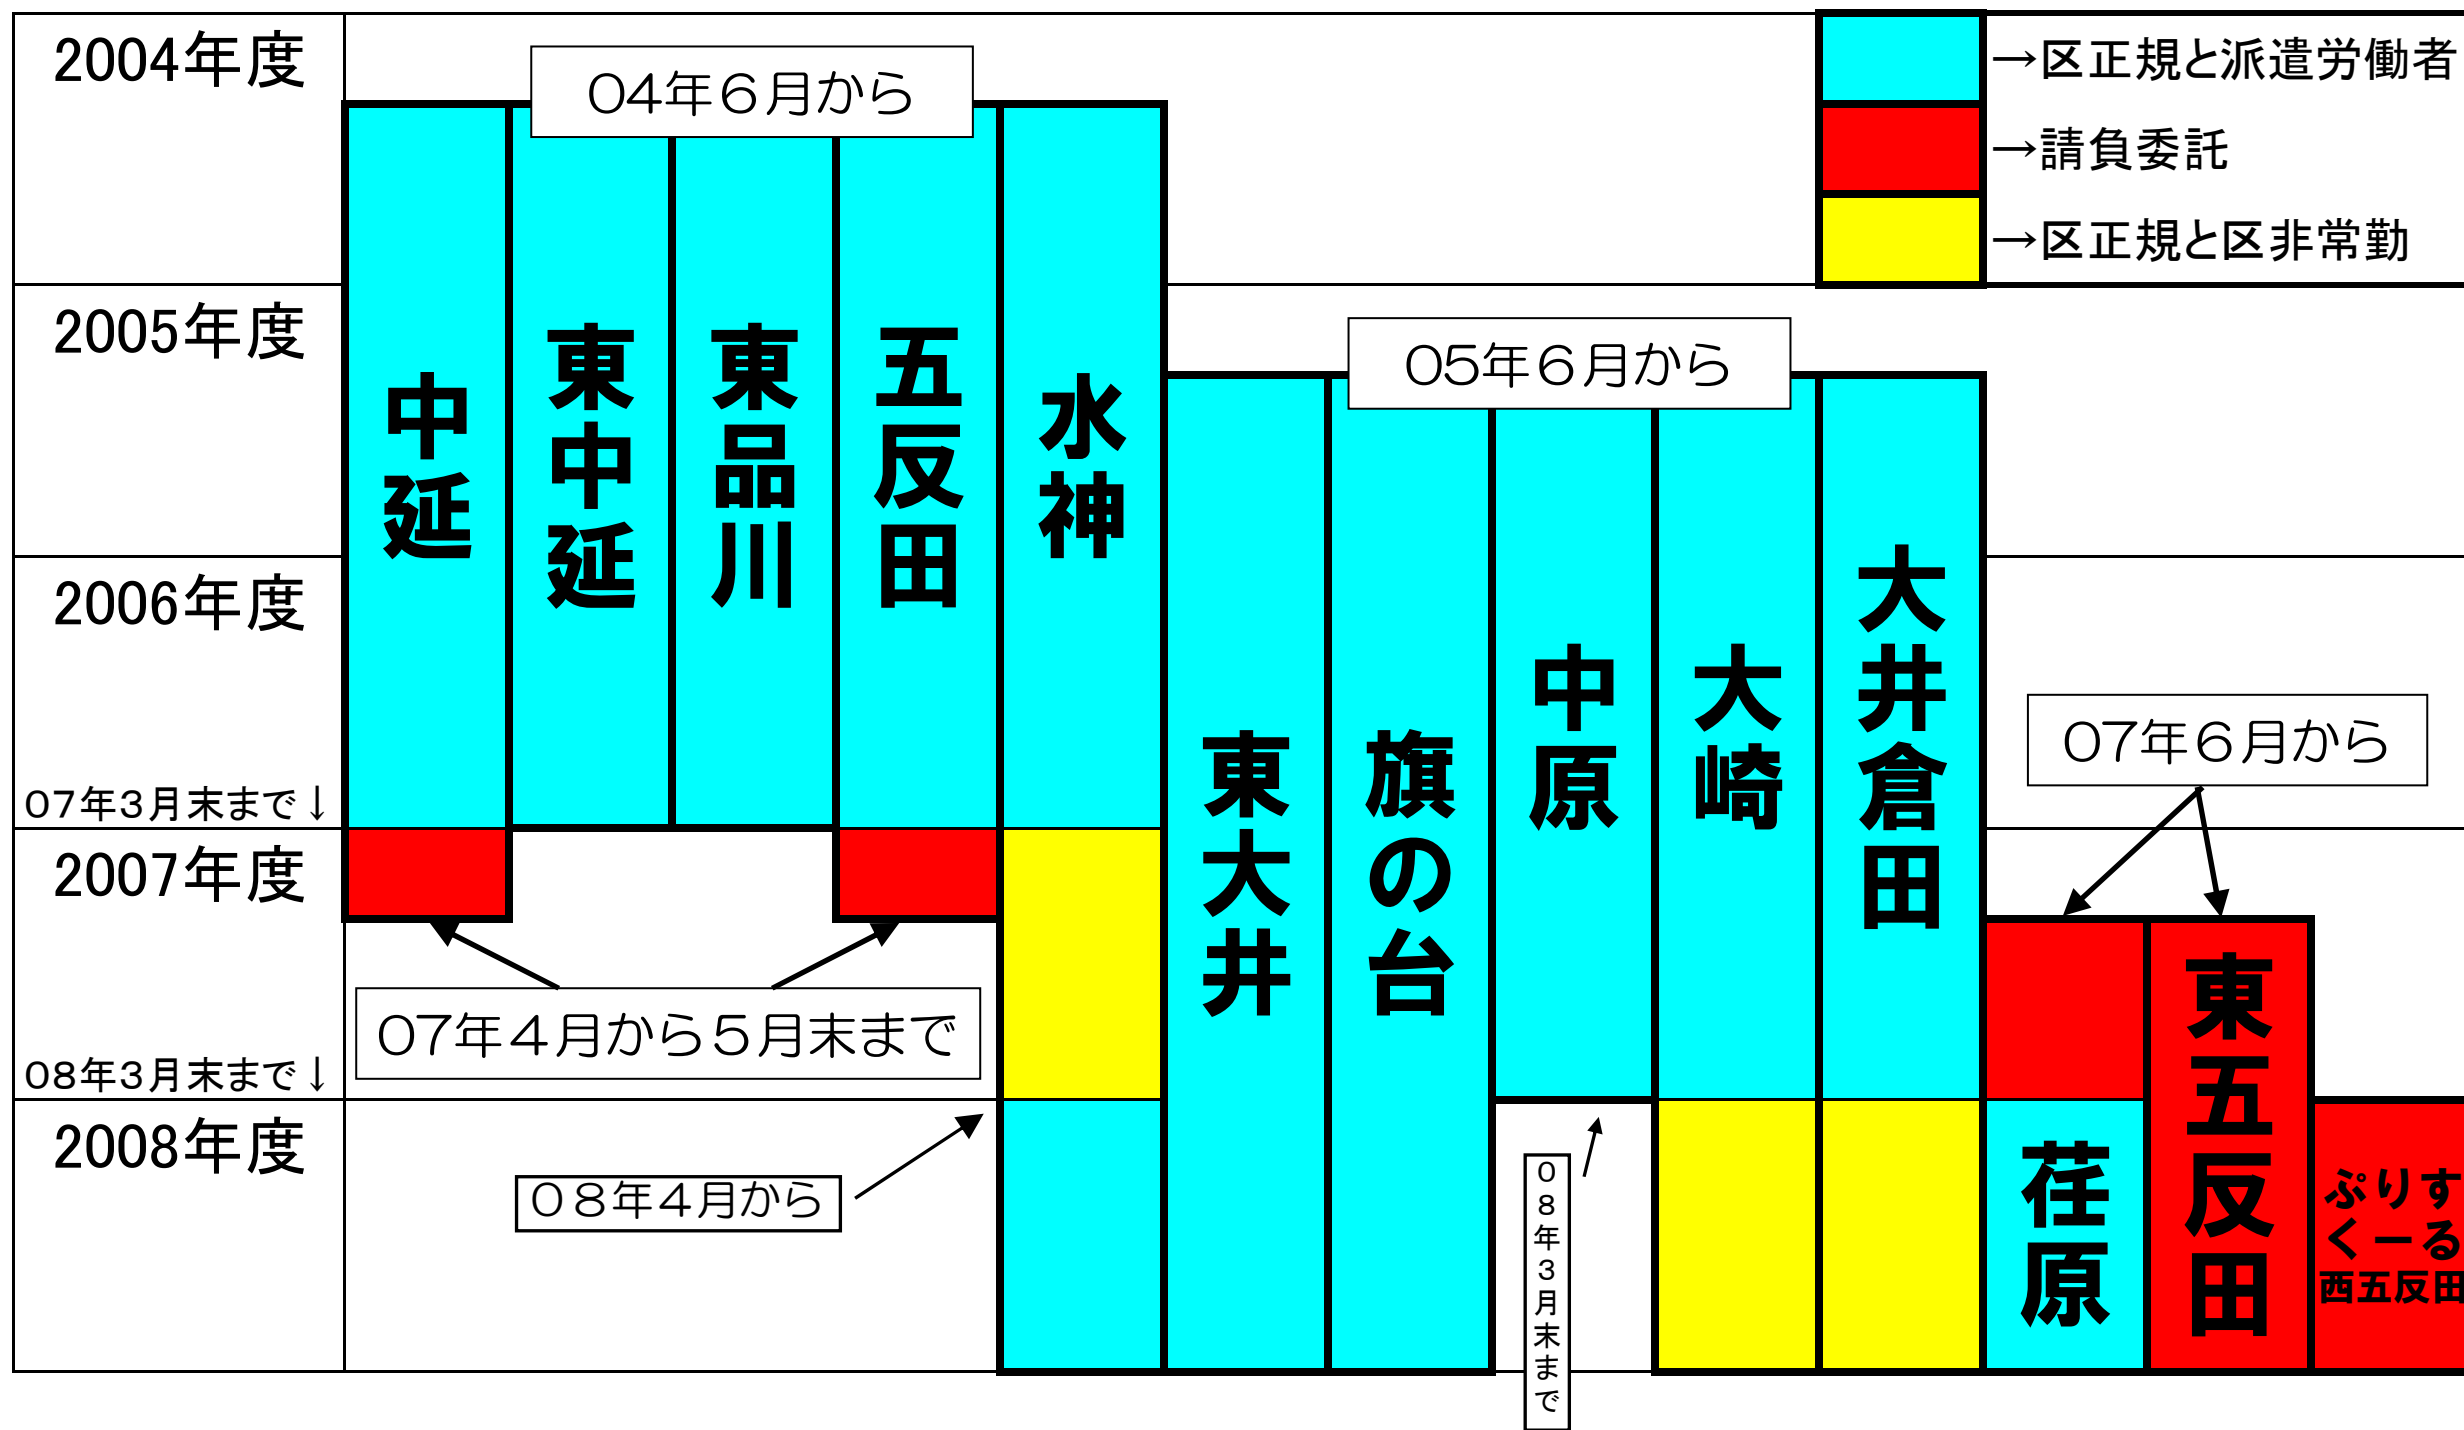 2004年度
04年6月から
→区正規と派遣労働者
→請負委託
→区正規と区非常勤
2005年度
05年6月から
中延
東中延
東品川
五反田
水神
2006年度
東大井
旗の台
中原
大崎
大井倉田
07年6月から
07年3月末まで↓
2007年度
07年4月から5月末まで
08年3月末まで↓
2008年度
08年4月から
08年3月末まで
荏原
東五反田
ぷりす
くーる
西五反田